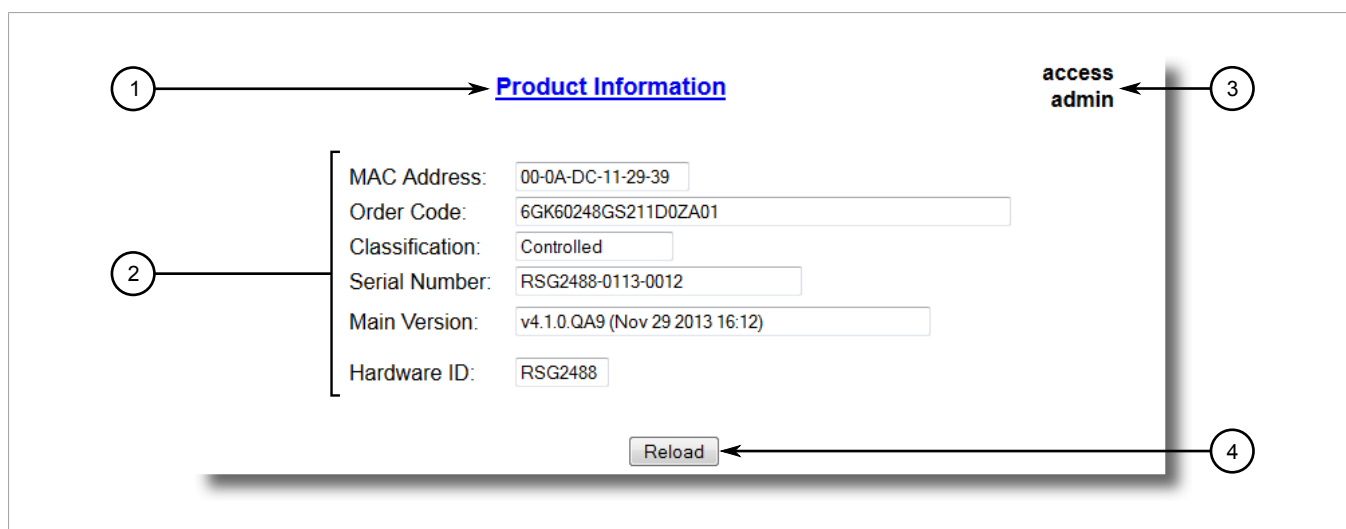 1
Product Information
access
admin
3
MAC Address: 00-0A-DC-11-29-39
Order Code: 6GK60248GS211D0ZA01
Classification: Controlled
2
Serial Number: RSG2488-0113-0012
Main Version: v4.1.0.QA9 (Nov 29 2013 16:12)
Hardware ID: RSG2488
Reload
4